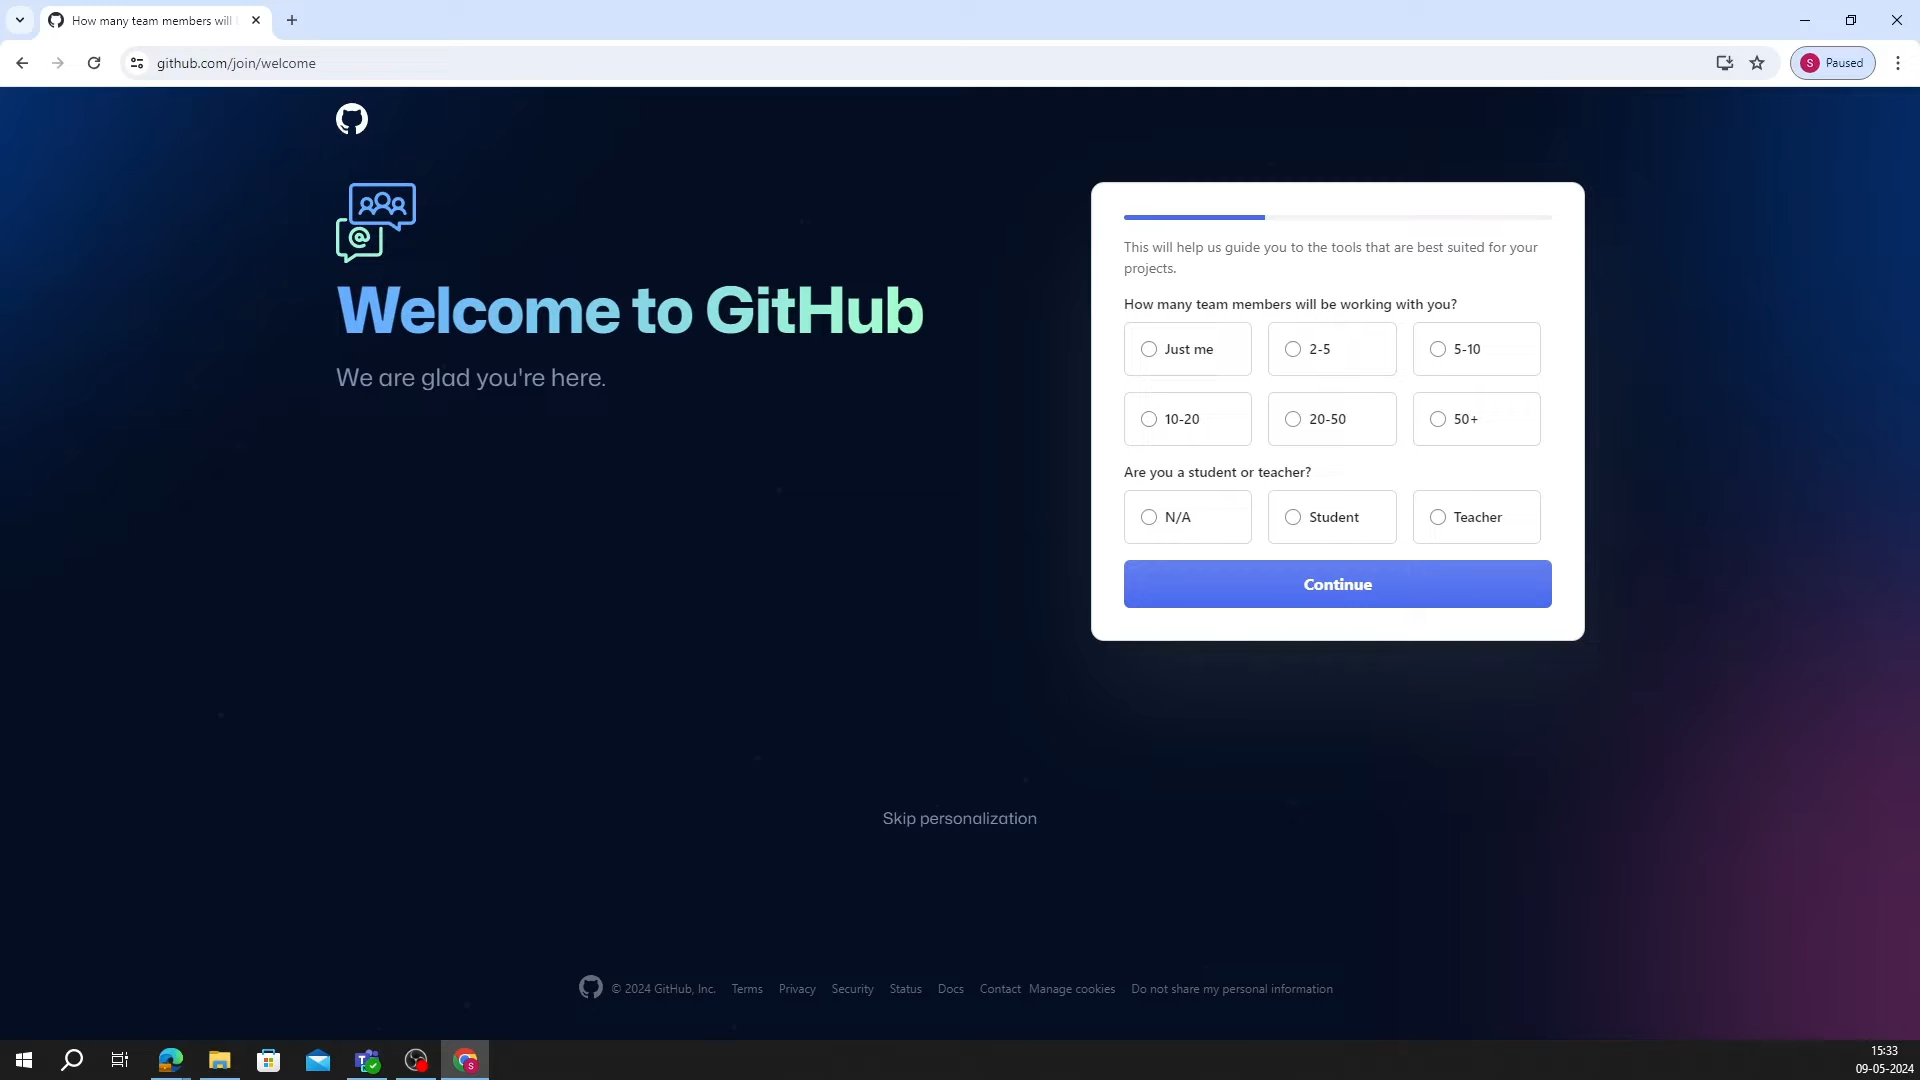 How many team members will
github.com/join/welcome
S Paused
Welcome to GitHub
We are glad you're here.
This will help us guide you to the tools that are best suited for your
projects.
How many team members will be working with you?
Just me 2-5 5-10
10-20 20-50 50+
Are you a student or teacher?
N/A Student Teacher
Continue
Skip personalization
© 2024 GitHub, Inc. Terms Privacy Security Status Docs Contact Manage cookies Do not share my personal information
15:33
09-05-2024